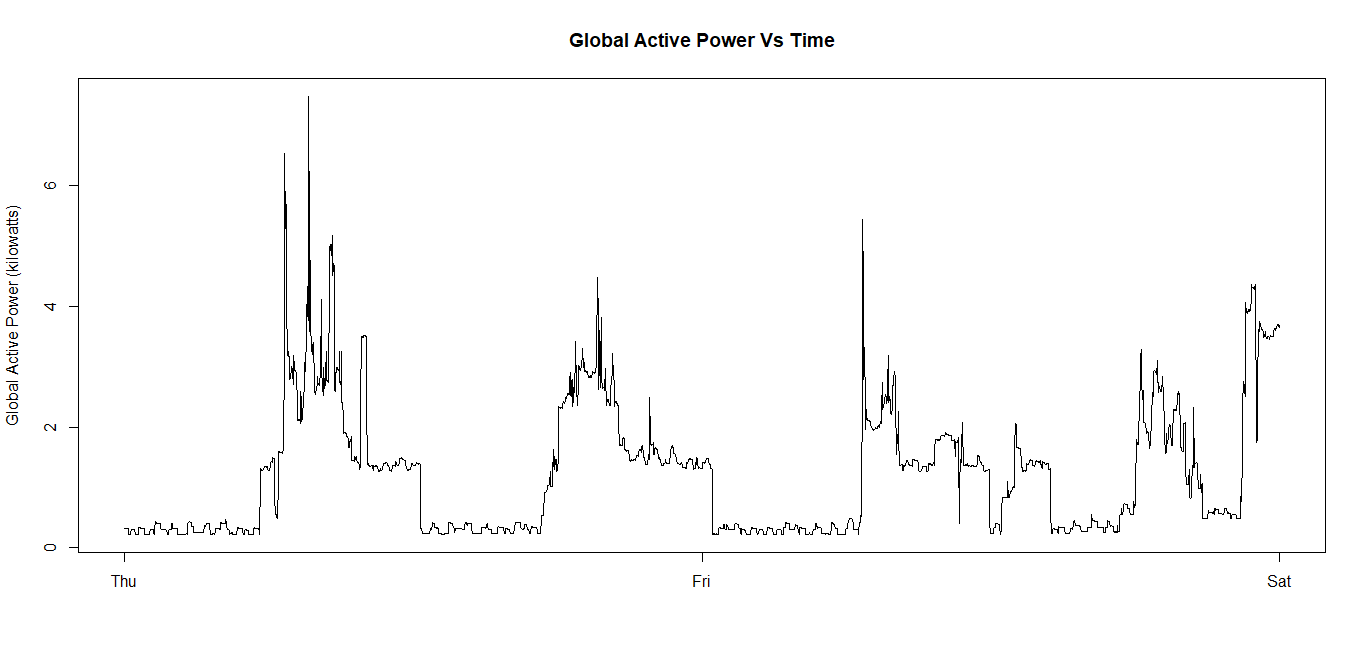 Global Active Power Vs Time
Global Active Power (kilowatts)
6
4
2
0
Thu
Fri
Sat